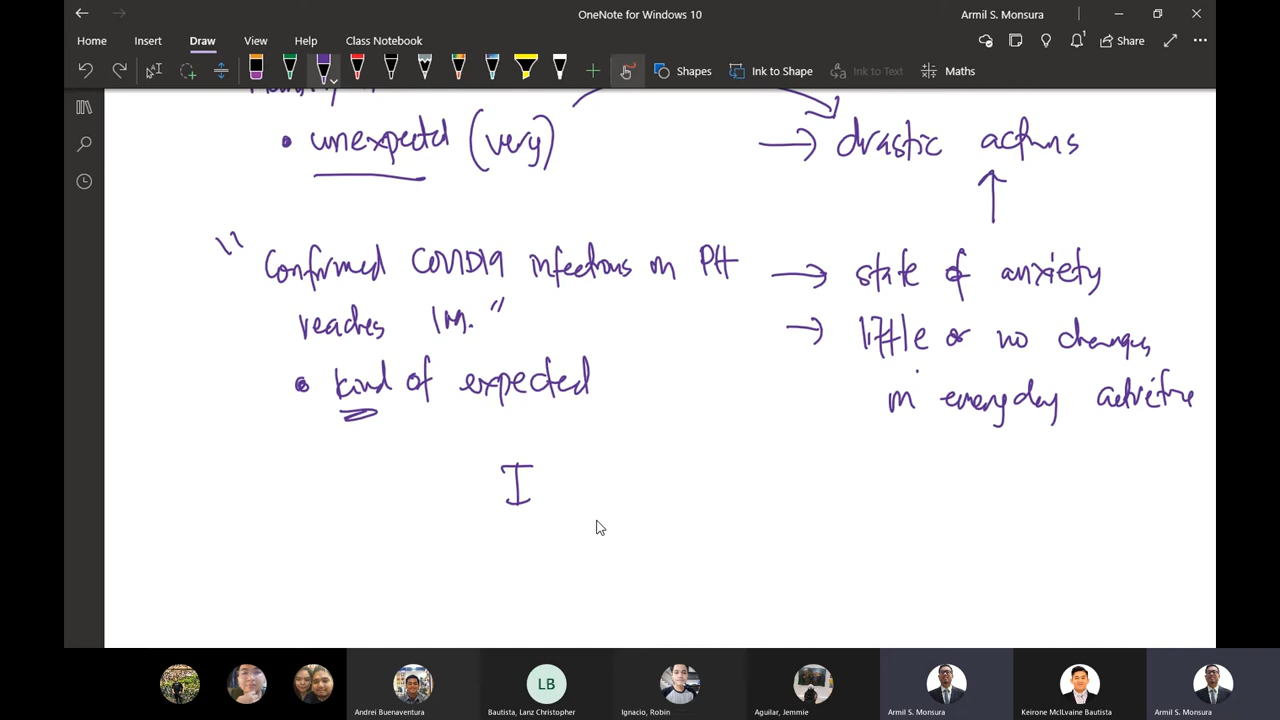 OneNote for Windows 10
Armil S. Monsura
Home Insert Draw View Help Class Notebook
Share
Shapes Ink to Shape Ink to Text Maths
• unexpected (very)
→ drastic actions
"Confirmed COVID19 infections in PH
reaches 1M."
• kind of expected
→ state of anxiety
→ little or no changes
in everyday activities
I
Andrei Buenaventura
LB
Bautista, Lanz Christopher
Ignacio, Robin
Aguilar, Jemmie
Armil S. Monsura
Keirone McIlvaine Bautista
Armil S. Monsura